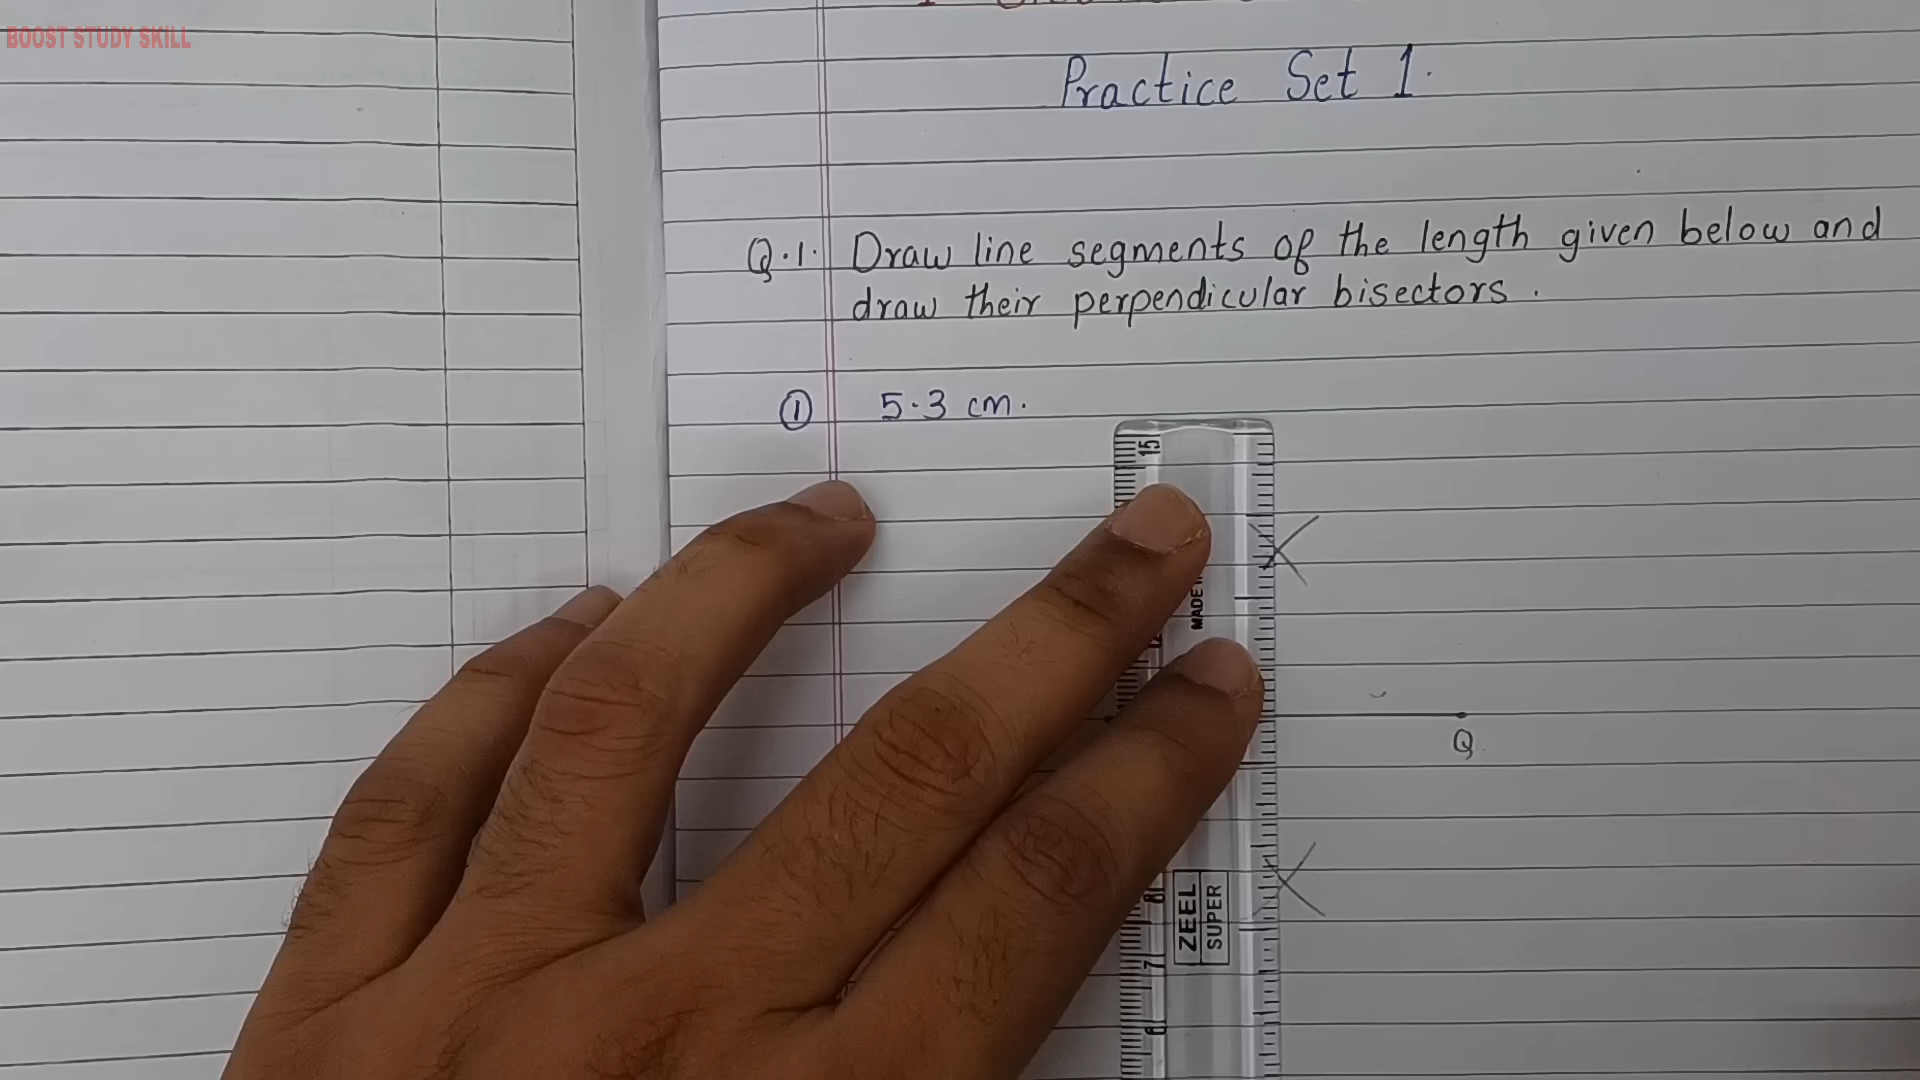 BOOST STUDY SKILL
Practice Set 1.
Q.1. Draw line segments of the length given below and
draw their perpendicular bisectors.
① 5.3 cm.
15
MADE
Q
8
ZEEL
SUPER
7
6